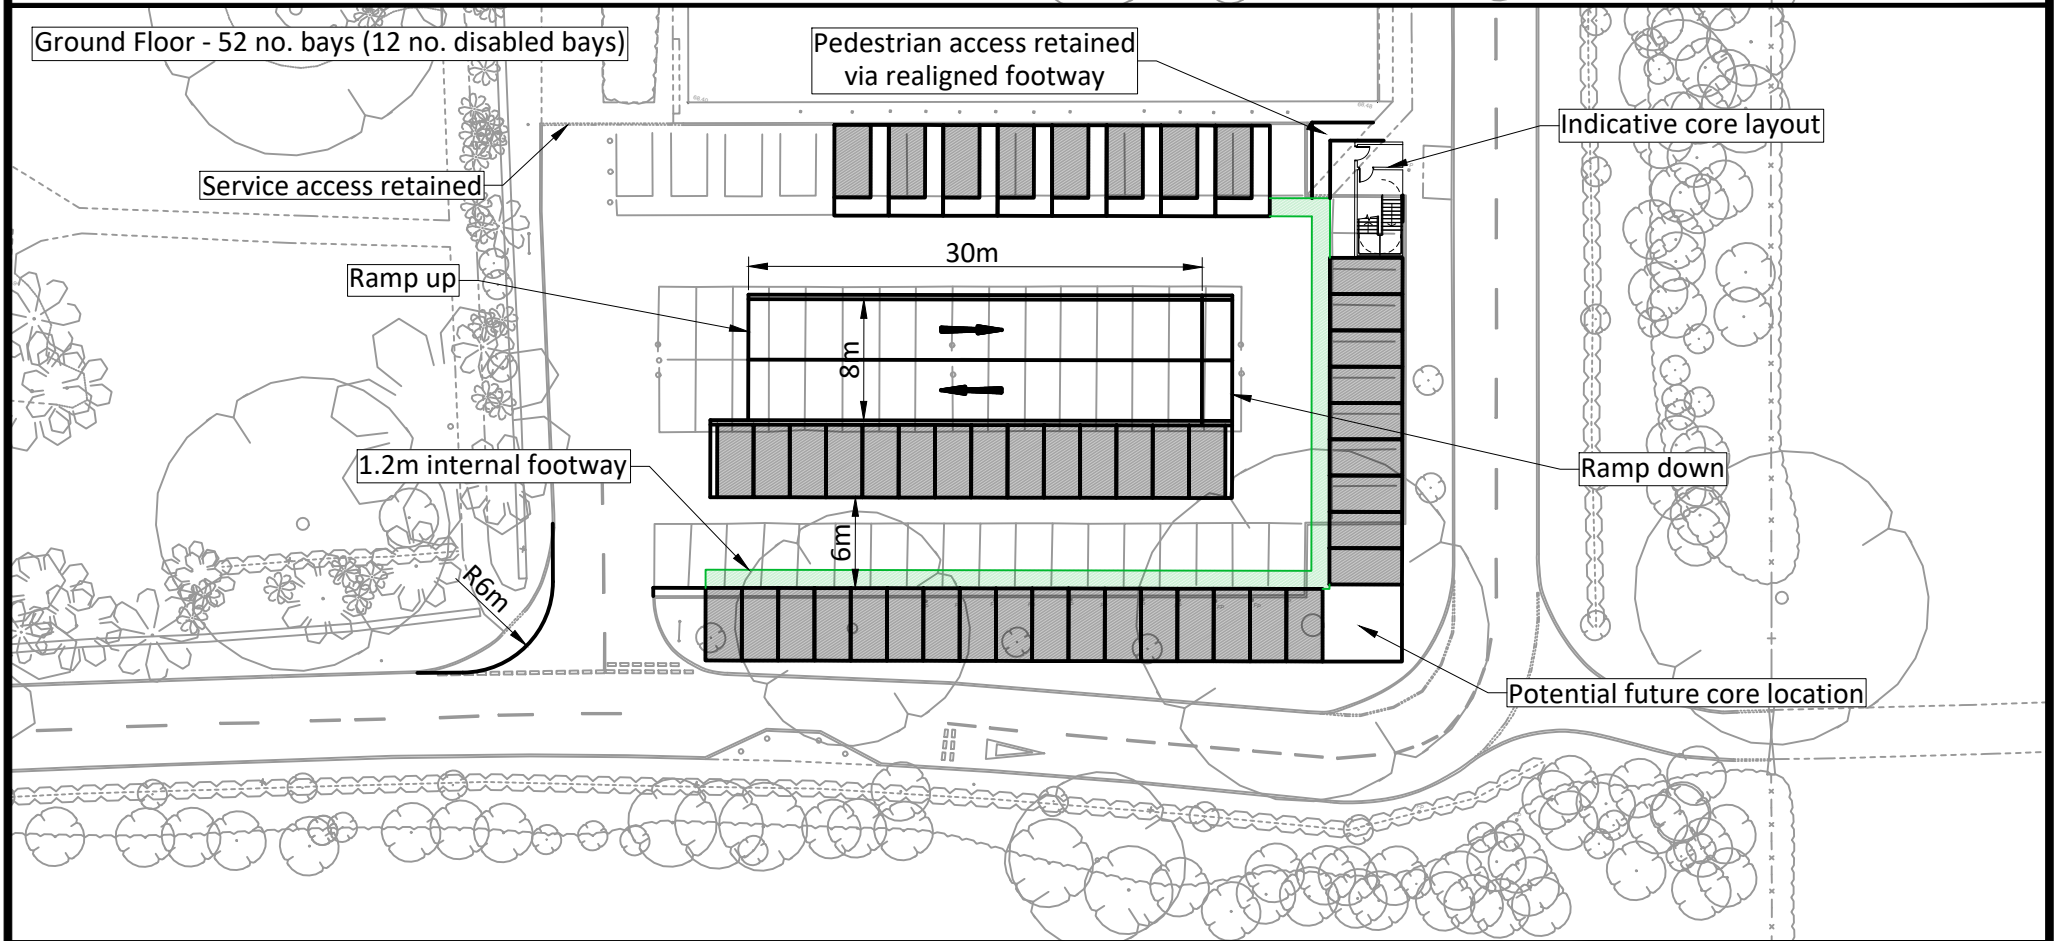 Ground Floor - 52 no. bays (12 no. disabled bays)
Pedestrian access retained
via realigned footway
Indicative core layout
Service access retained
30m
Ramp up
8m
1.2m internal footway
Ramp down
6m
R6m
Potential future core location